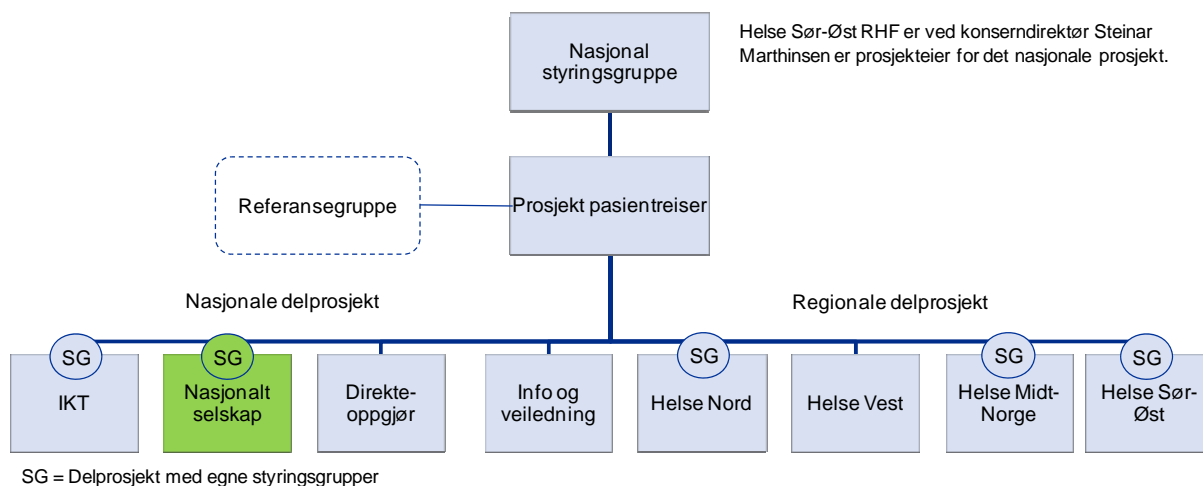 Nasjonal
styringsgruppe
Helse Sør-Øst RHF er ved konserndirektør Steinar
Marthinsen er prosjekteier for det nasjonale prosjekt.
Referansegruppe
Prosjekt pasientreiser
Nasjonale delprosjekt
Regionale delprosjekt
SG
IKT
SG
Nasjonalt
selskap
Direkte-
oppgjør
Info og
veiledning
SG
Helse Nord
Helse Vest
SG
Helse Midt-
Norge
SG
Helse Sør-
Øst
SG = Delprosjekt med egne styringsgrupper